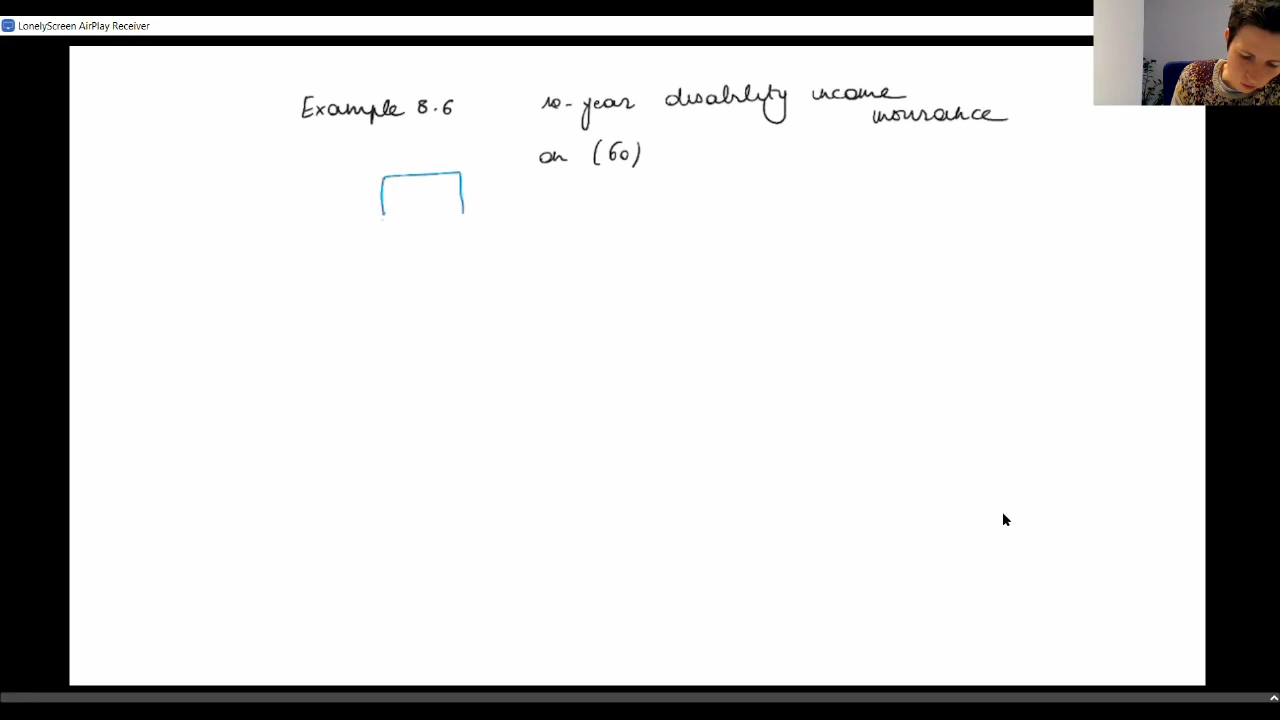 LonelyScreen AirPlay Receiver
Example 8.6 10-year disability income
insurance
on (60)